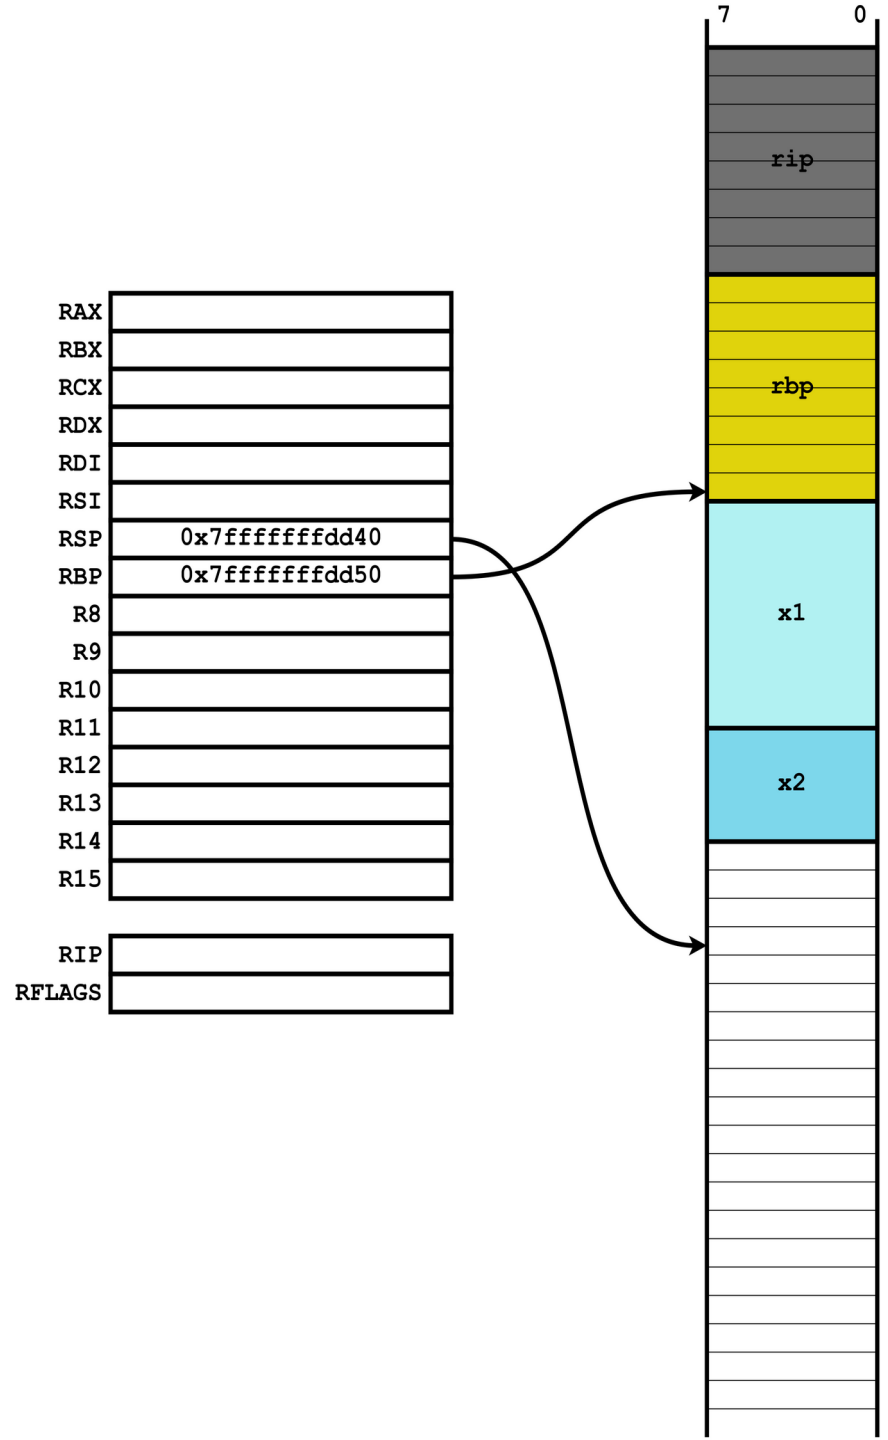 7 0
rip
RAX
RBX
RCX
RDX
rbp
RDI
RSI
RSP 0x7fffffffdd40
RBP 0x7fffffffdd50
R8
x1
R9
R10
R11
R12
x2
R13
R14
R15
RIP
RFLAGS